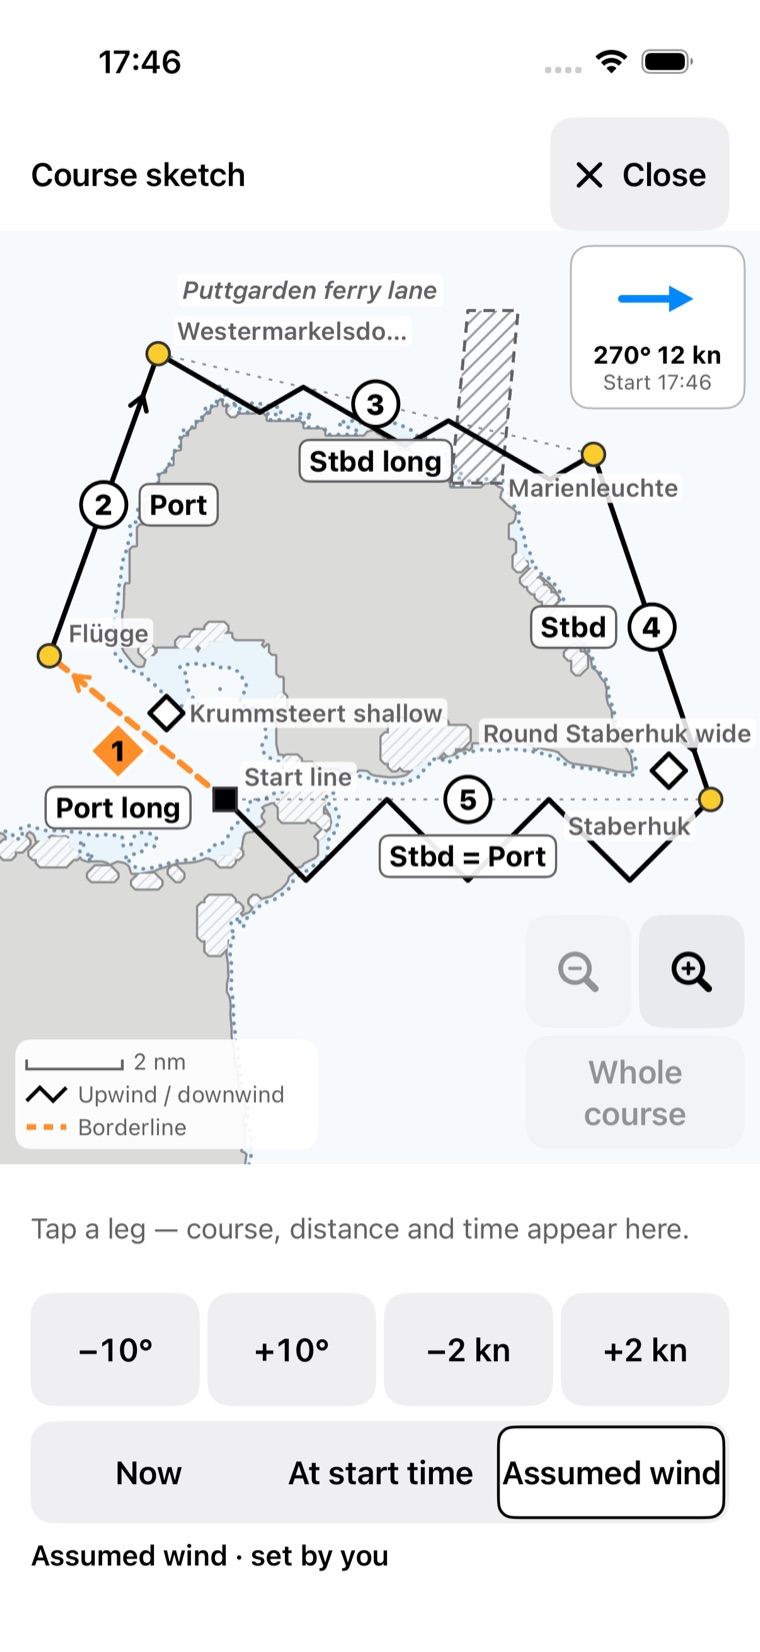 17:46
Course sketch
Close
Puttgarden ferry lane
Westermarkelsdo...
270° 12 kn
Start 17:46
3
Stbd long
Marienleuchte
2
Port
Stbd
4
Flügge
Krummsteert shallow
Round Staberhuk wide
1
Start line
Port long
5
Staberhuk
Stbd = Port
2 nm
Upwind / downwind
Borderline
Whole
course
Tap a leg — course, distance and time appear here.
−10°
+10°
−2 kn
+2 kn
Now
At start time
Assumed wind
Assumed wind · set by you